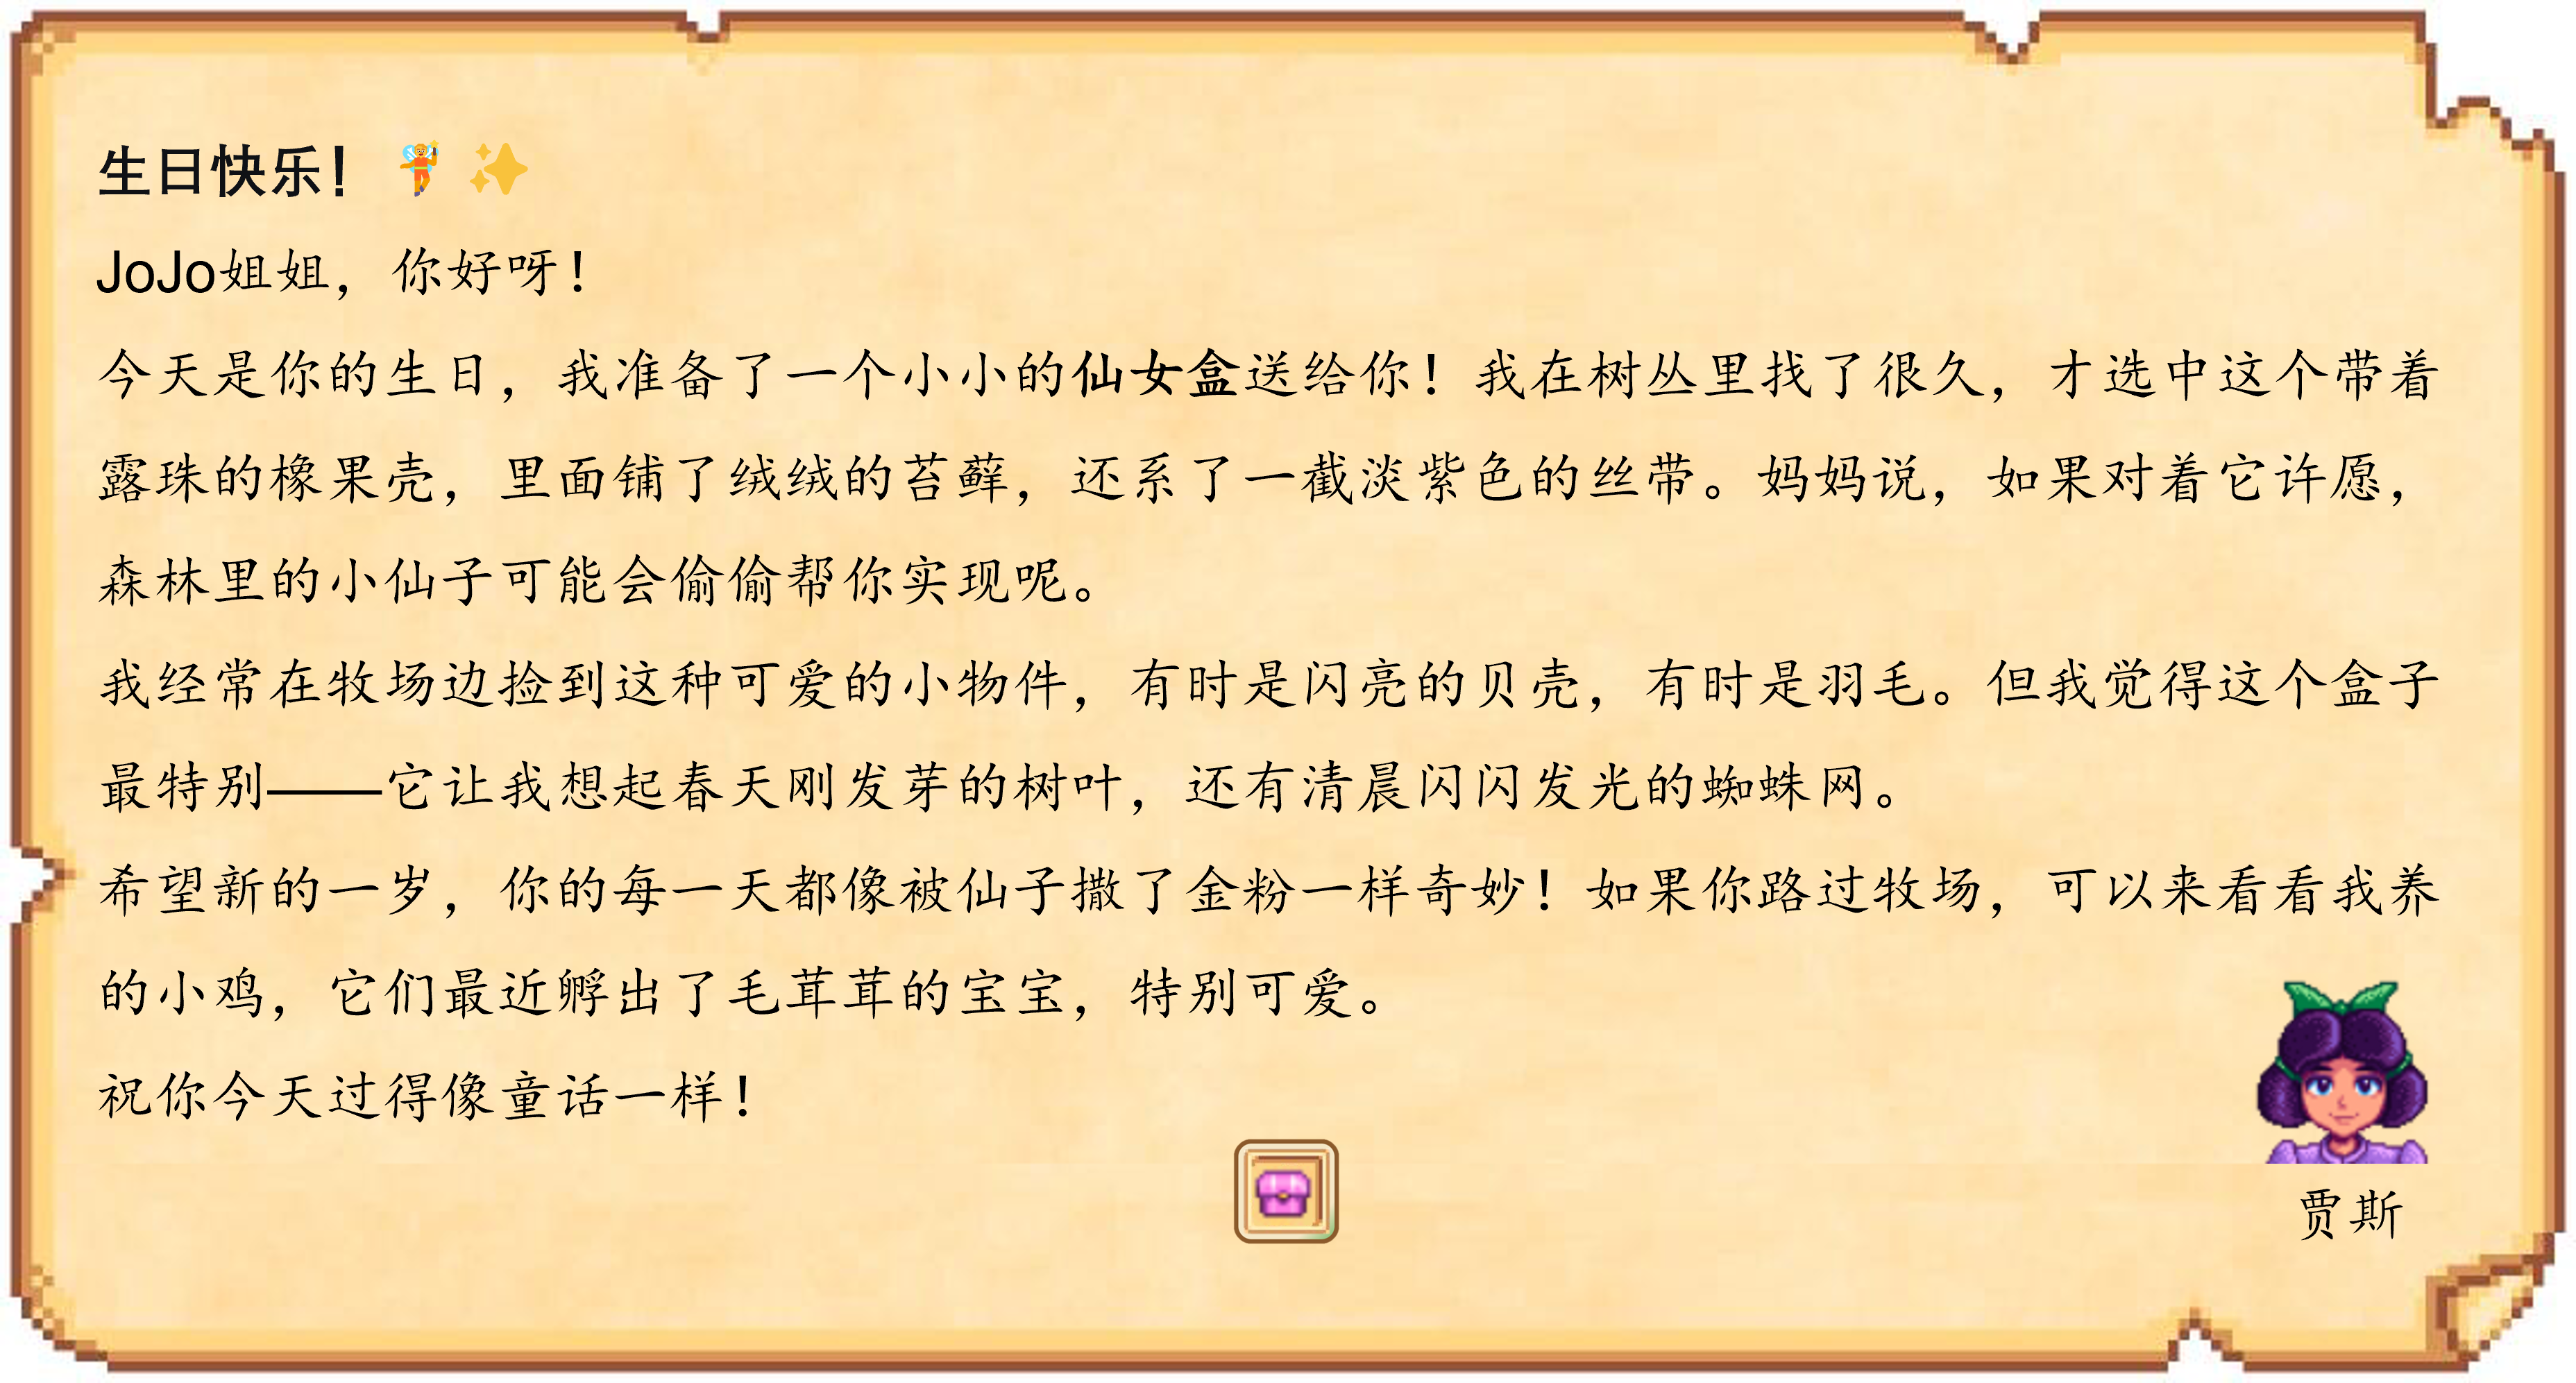 生日快乐！🧚✨
JoJo姐姐，你好呀！
今天是你的生日，我准备了一个小小的仙女盒送给你！我在树丛里找了很久，才选中这个带着
露珠的橡果壳，里面铺了绒绒的苔藓，还系了一截淡紫色的丝带。妈妈说，如果对着它许愿，
森林里的小仙子可能会偷偷帮你实现呢。
我经常在牧场边捡到这种可爱的小物件，有时是闪亮的贝壳，有时是羽毛。但我觉得这个盒子
最特别——它让我想起春天刚发芽的树叶，还有清晨闪闪发光的蜘蛛网。
希望新的一岁，你的每一天都像被仙子撒了金粉一样奇妙！如果你路过牧场，可以来看看我养
的小鸡，它们最近孵出了毛茸茸的宝宝，特别可爱。
祝你今天过得像童话一样！
贾斯